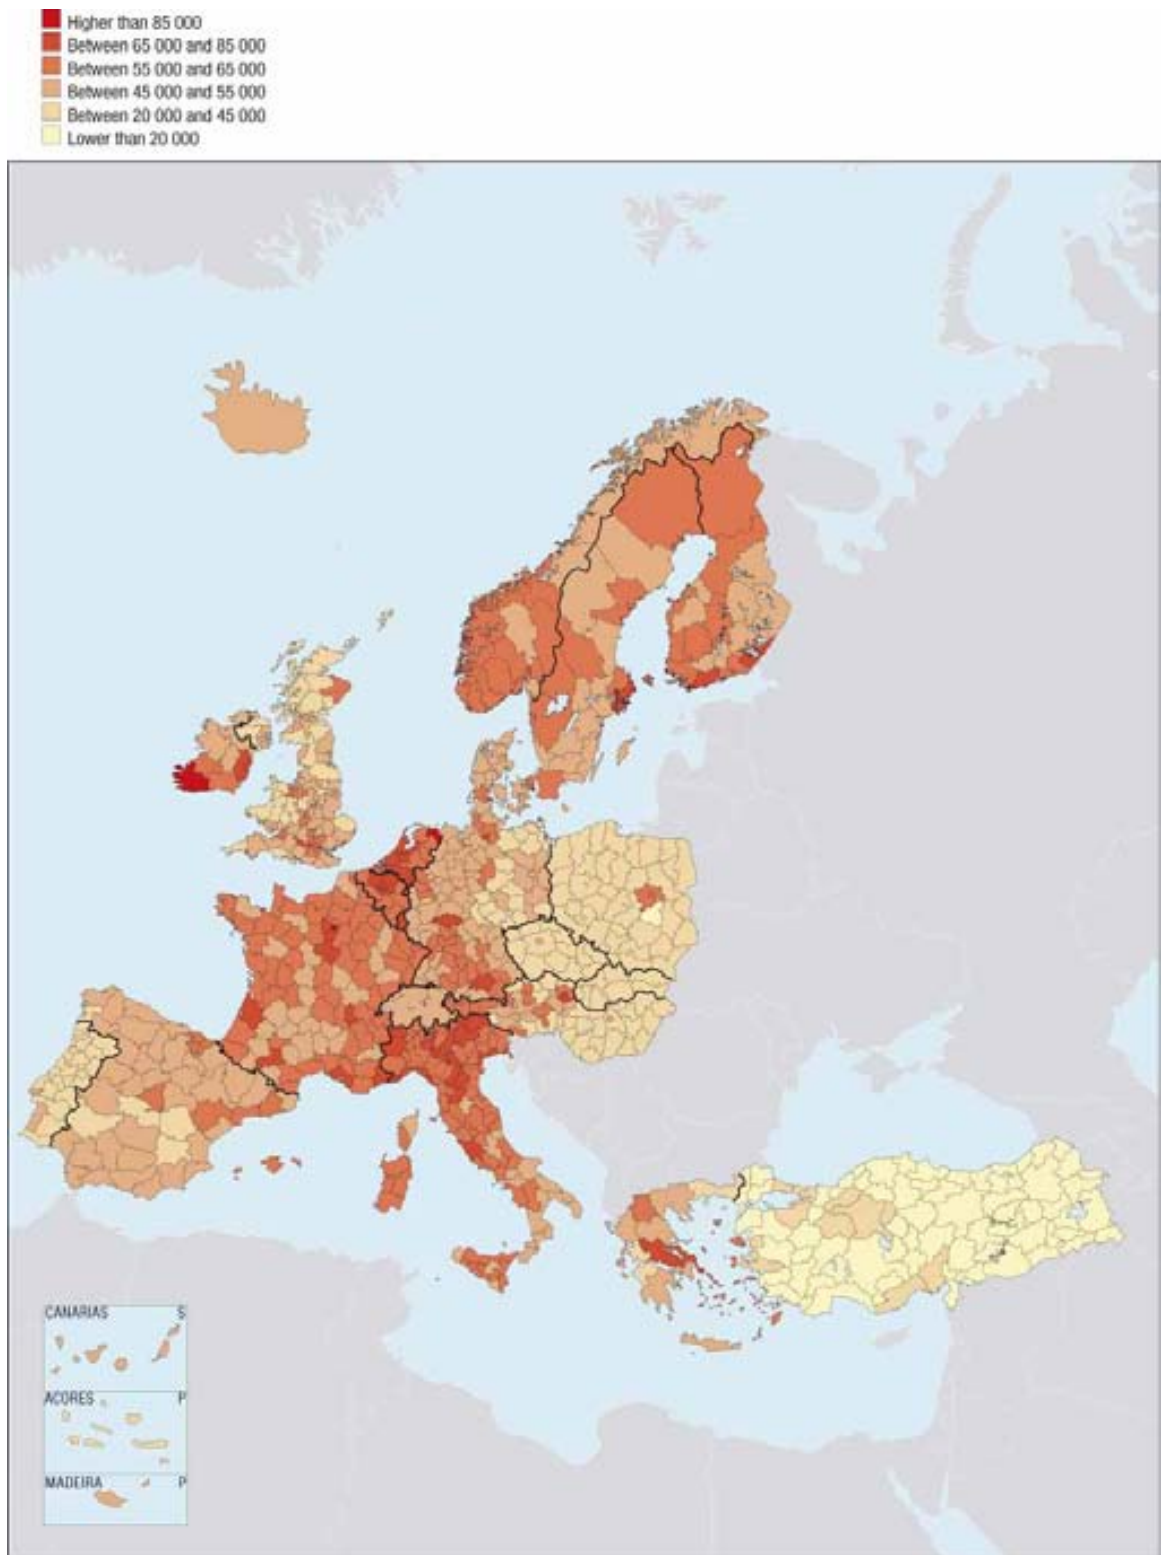 Higher than 85 000
Between 65 000 and 85 000
Between 55 000 and 65 000
Between 45 000 and 55 000
Between 20 000 and 45 000
Lower than 20 000
CANARIAS S
ACORES P
MADEIRA P